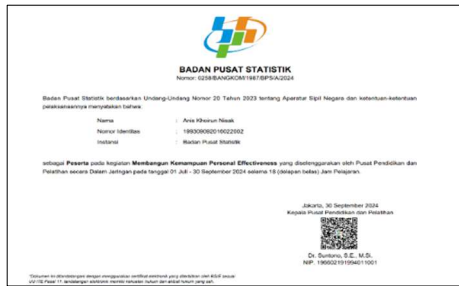 BADAN PUSAT STATISTIK
Nomor: 0258/BANGKOM/1987/BPS/A/2024
Badan Pusat Statistik berdasarkan Undang-Undang Nomor 20 Tahun 2023 tentang Aparatur Sipil Negara dan ketentuan-ketentuan
pelaksanaannya menyatakan bahwa:
Nama : Anis Khoirun Nisak
Nomor Identitas :
Instansi : Badan Pusat Statistik
sebagai Peserta pada kegiatan Membangun Kemampuan Personal Effectiveness yang diselenggarakan oleh Pusat Pendidikan dan
Pelatihan secara Dalam Jaringan pada tanggal 01 Juli - 30 September 2024 selama 18 (delapan belas) Jam Pelajaran.
Jakarta, 30 September 2024
Kepala Pusat Pendidikan dan Pelatihan
Dr. Suntono, S.E., M.Si.
NIP. 196602191994011001